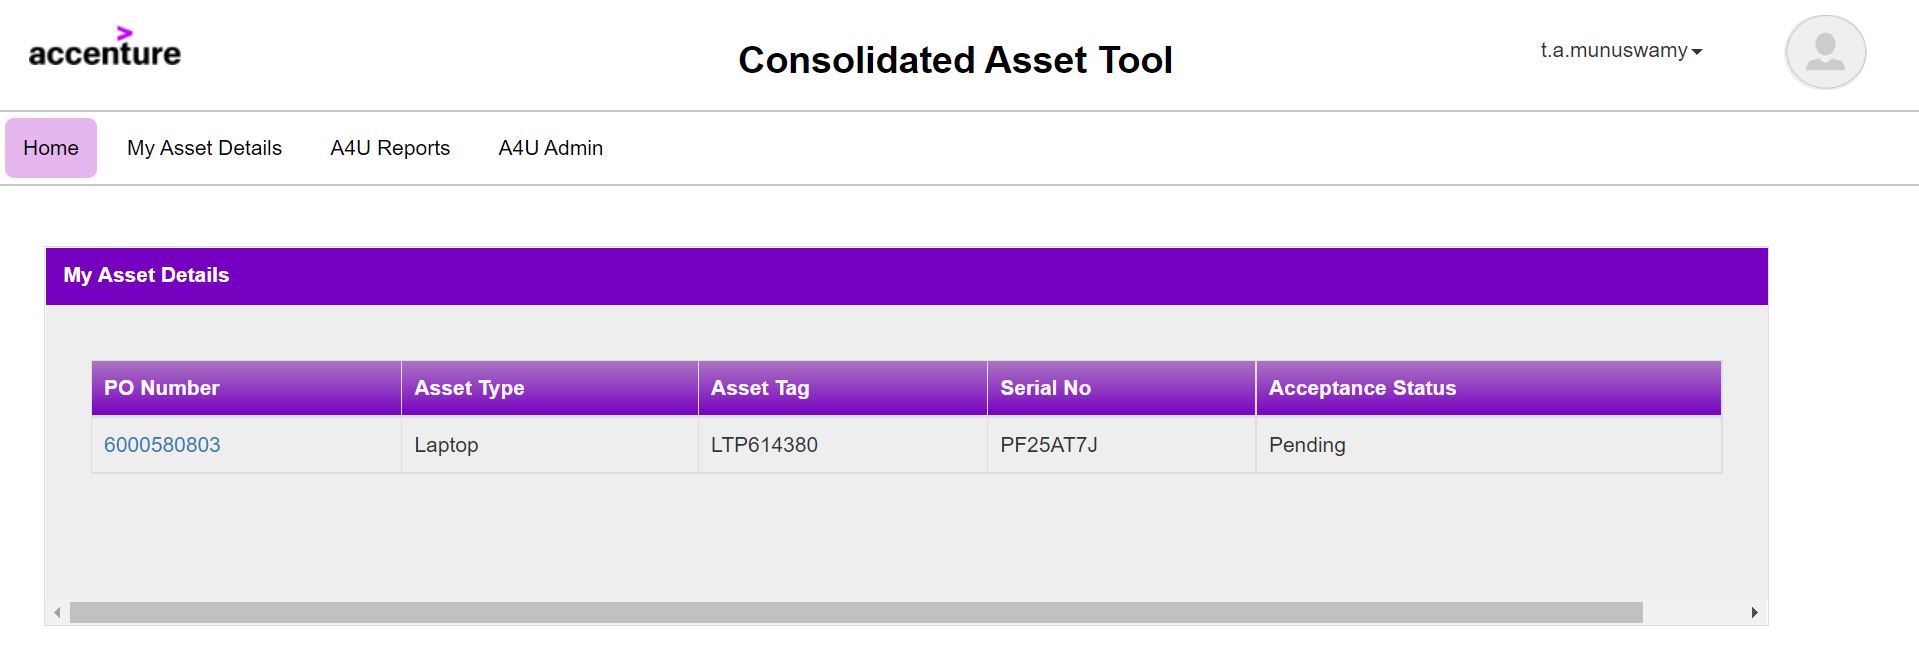 accenture
Consolidated Asset Tool
t.a.munuswamy
Home My Asset Details A4U Reports A4U Admin
My Asset Details
PO Number Asset Type Asset Tag Serial No Acceptance Status
6000580803 Laptop LTP614380 PF25AT7J Pending